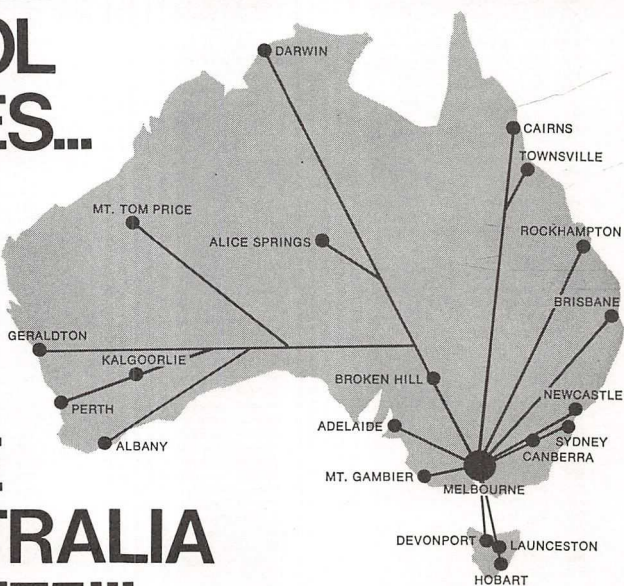 OL
ES...
DARWIN
CAIRNS
TOWNSVILLE
MT. TOM PRICE
ALICE SPRINGS
ROCKHAMPTON
BRISBANE
GERALDTON
KALGOORLIE
BROKEN HILL
NEWCASTLE
PERTH
ADELAIDE
SYDNEY
CANBERRA
ALBANY
MT. GAMBIER
MELBOURNE
TRALIA
DEVONPORT
LAUNCESTON
HOBART